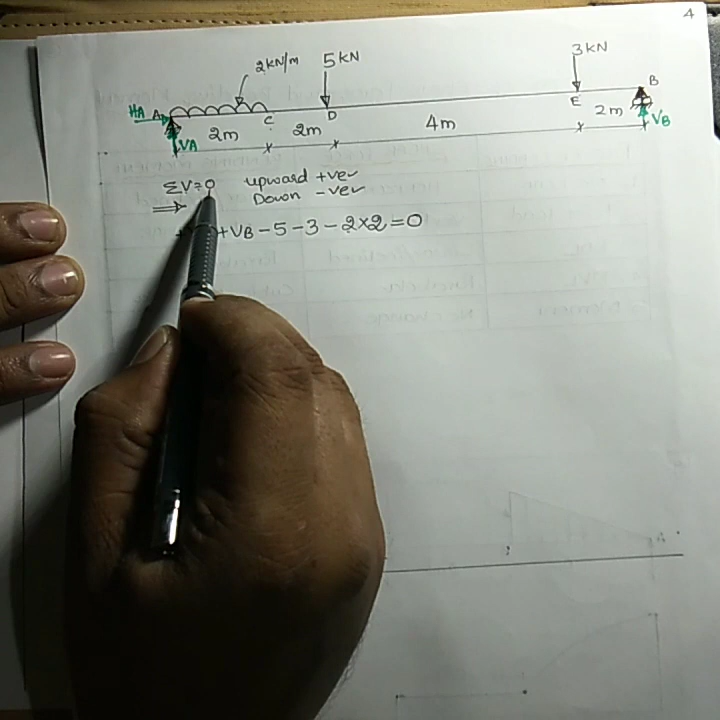 4
2kN/m 5kN 3kN
HA A C D E B
VA 2m 2m 4m 2m VB
ΣV=0 upward +ve
Down -ve
+VB-5-3-2×2=0